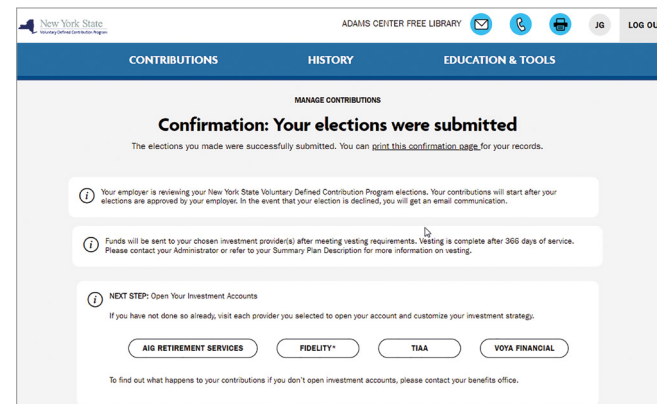 New York State
Voluntary Defined Contribution Program
ADAMS CENTER FREE LIBRARY
JG
LOG OU
CONTRIBUTIONS
HISTORY
EDUCATION & TOOLS
MANAGE CONTRIBUTIONS
Confirmation: Your elections were submitted
The elections you made were successfully submitted. You can print this confirmation page for your records.
Your employer is reviewing your New York State Voluntary Defined Contribution Program elections. Your contributions will start after your
elections are approved by your employer. In the event that your election is declined, you will get an email communication.
Funds will be sent to your chosen investment provider(s) after meeting vesting requirements. Vesting is complete after 366 days of service.
Please contact your Administrator or refer to your Summary Plan Description for more information on vesting.
NEXT STEP: Open Your Investment Accounts
If you have not done so already, visit each provider you selected to open your account and customize your investment strategy.
AIG RETIREMENT SERVICES
FIDELITY*
TIAA
VOYA FINANCIAL
To find out what happens to your contributions if you don't open investment accounts, please contact your benefits office.